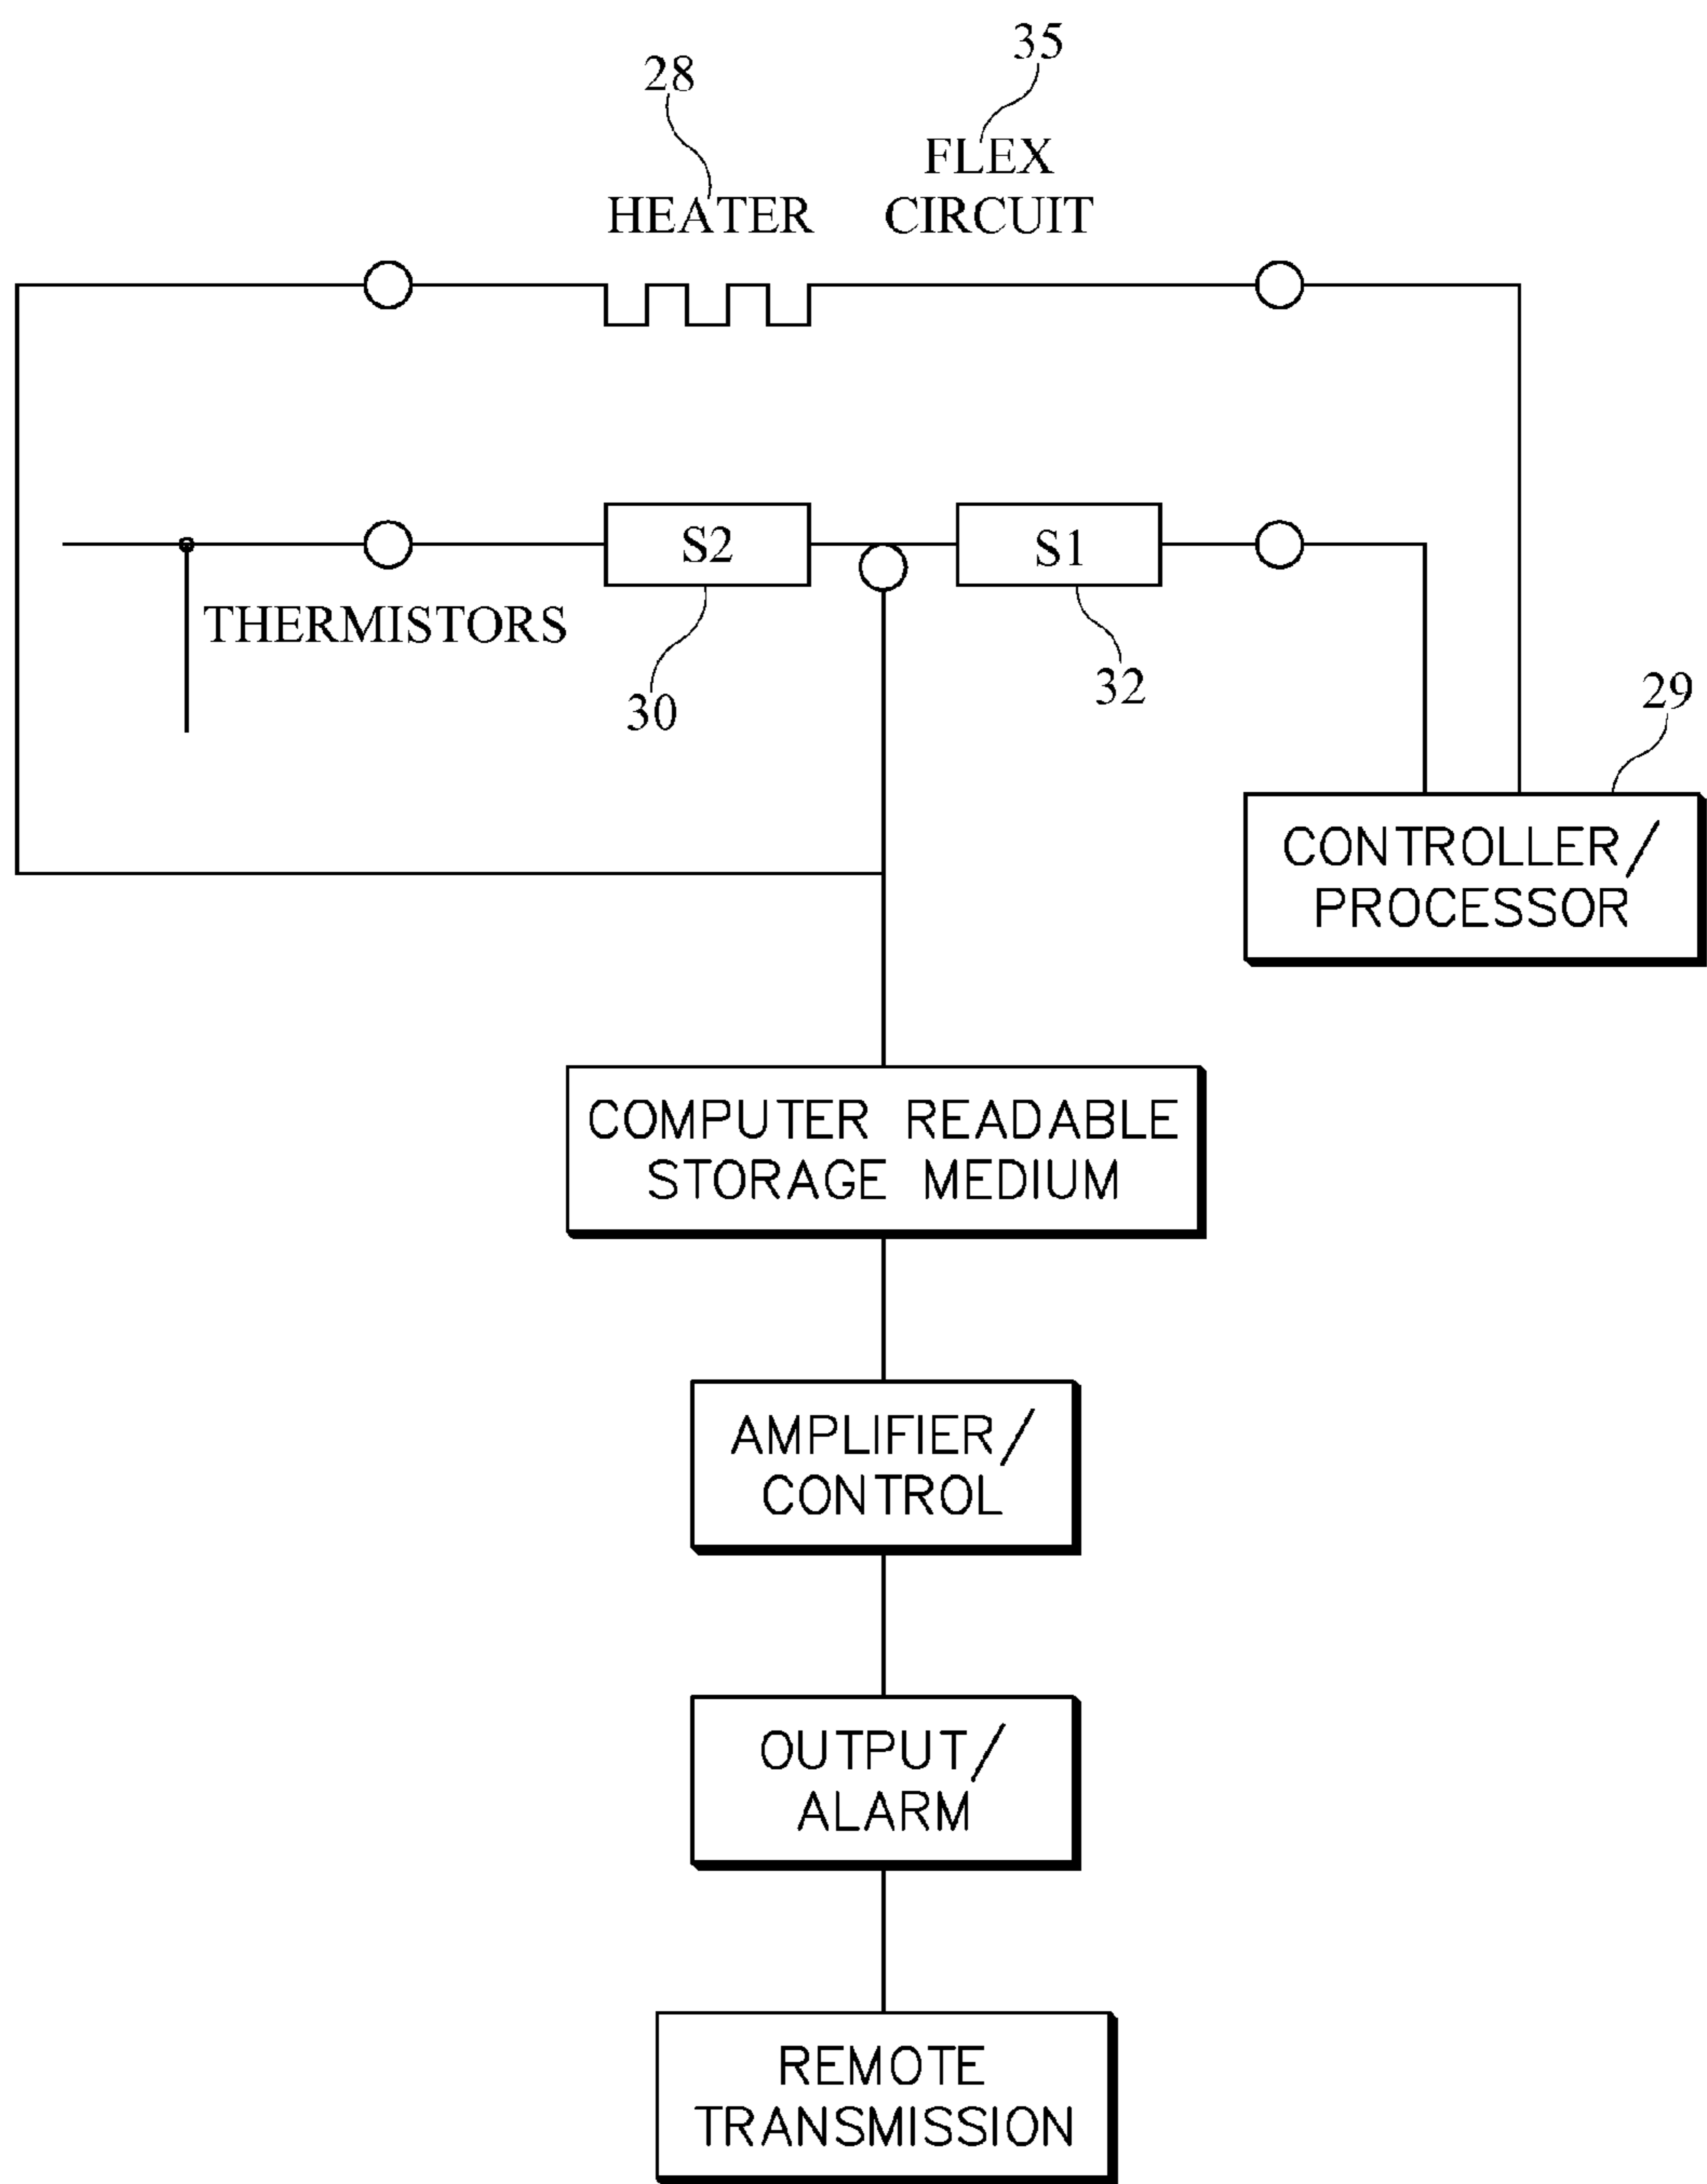 35
28
FLEX
HEATER CIRCUIT
S2 S1
THERMISTORS
30
32
29
CONTROLLER/
PROCESSOR
COMPUTER READABLE
STORAGE MEDIUM
AMPLIFIER/
CONTROL
OUTPUT/
ALARM
REMOTE
TRANSMISSION